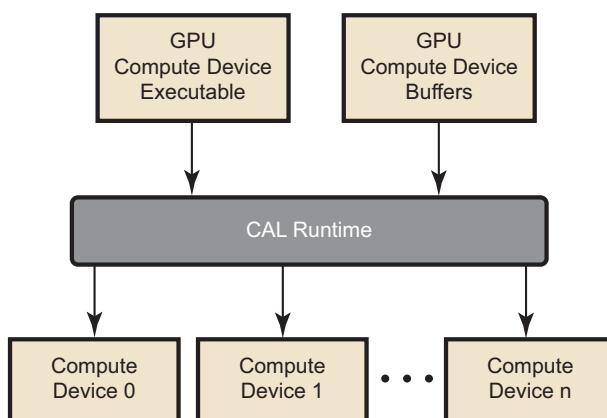 GPU
Compute Device
Executable
GPU
Compute Device
Buffers
CAL Runtime
Compute
Device 0
Compute
Device 1
Compute
Device n